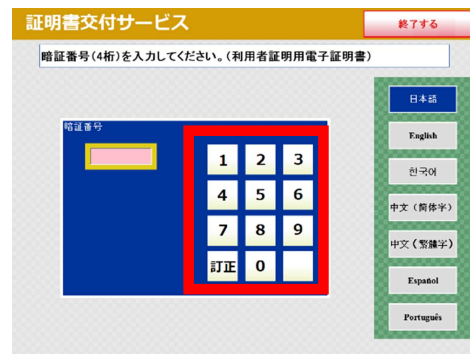 証明書交付サービス
終了する
暗証番号(4桁)を入力してください。(利用者証明用電子証明書)
暗証番号
1 2 3
4 5 6
7 8 9
訂正 0
日本語
English
한국어
中文(简体字)
中文(繁體字)
Español
Português